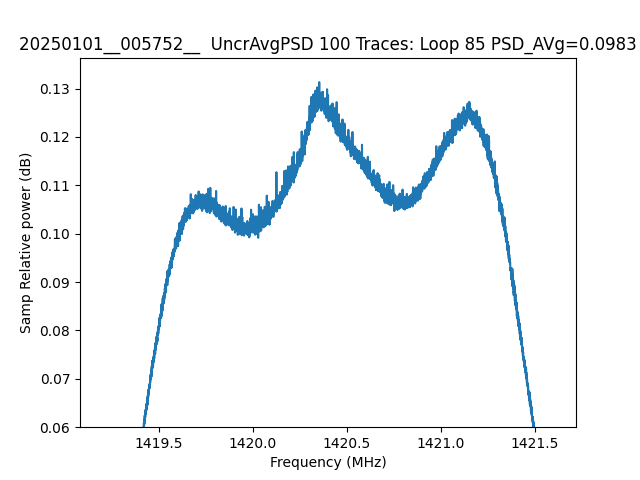 20250101__005752__ UncrAvgPSD 100 Traces: Loop 85 PSD_AVg=0.0983
Samp Relative power (dB)
0.13
0.12
0.11
0.10
0.09
0.08
0.07
0.06
1419.5 1420.0 1420.5 1421.0 1421.5
Frequency (MHz)